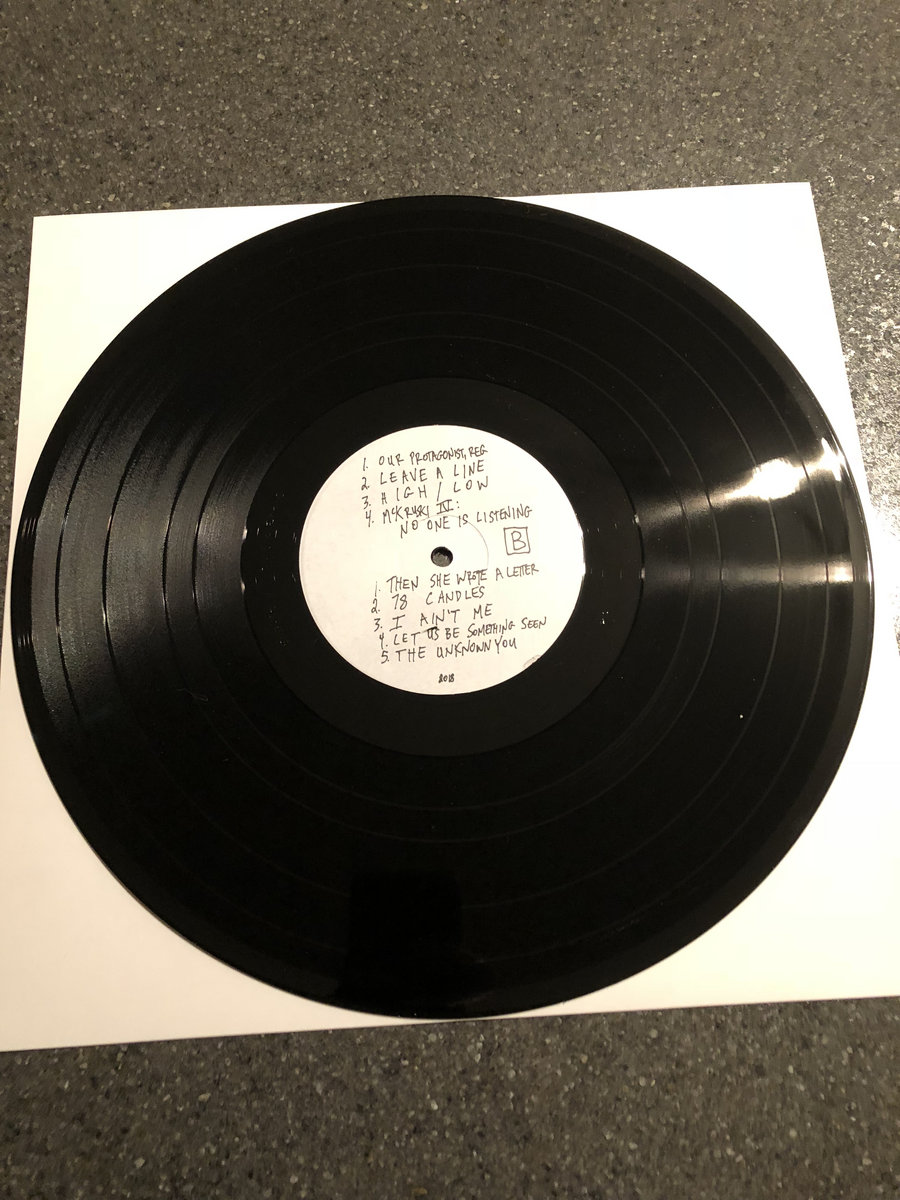 1. OUR PROTAGONIST, REG
2. LEAVE A LINE
3. HIGH / LOW
4. McKRUSKI IV:
NO ONE IS LISTENING
B
1. THEN SHE WROTE A LETTER
2. 78 CANDLES
3. I AIN'T ME
4. LET US BE SOMETHING SEEN
5. THE UNKNOWN YOU
2018